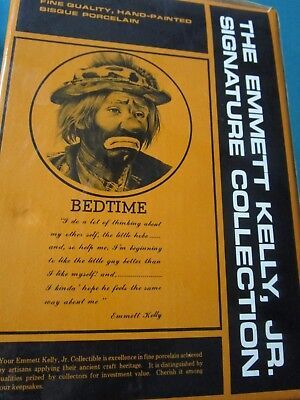 FINE QUALITY, HAND-PAINTED
BISQUE PORCELAIN
THE EMMETT KELLY, JR.
SIGNATURE COLLECTION
BEDTIME
"I do a lot of thinking about
my other self, the little hobo......
and, so help me, I'm beginning
to like the little guy better than
I like myself! and,......................
I kinda' hope he feels the same
way about me"
Emmett Kelly
Your Emmett Kelly, Jr. Collectible is excellence in fine porcelain achieved
by artisans applying their ancient craft heritage. It is distinguished by
qualities prized by collectors for investment value. Cherish it among
your keepsakes.